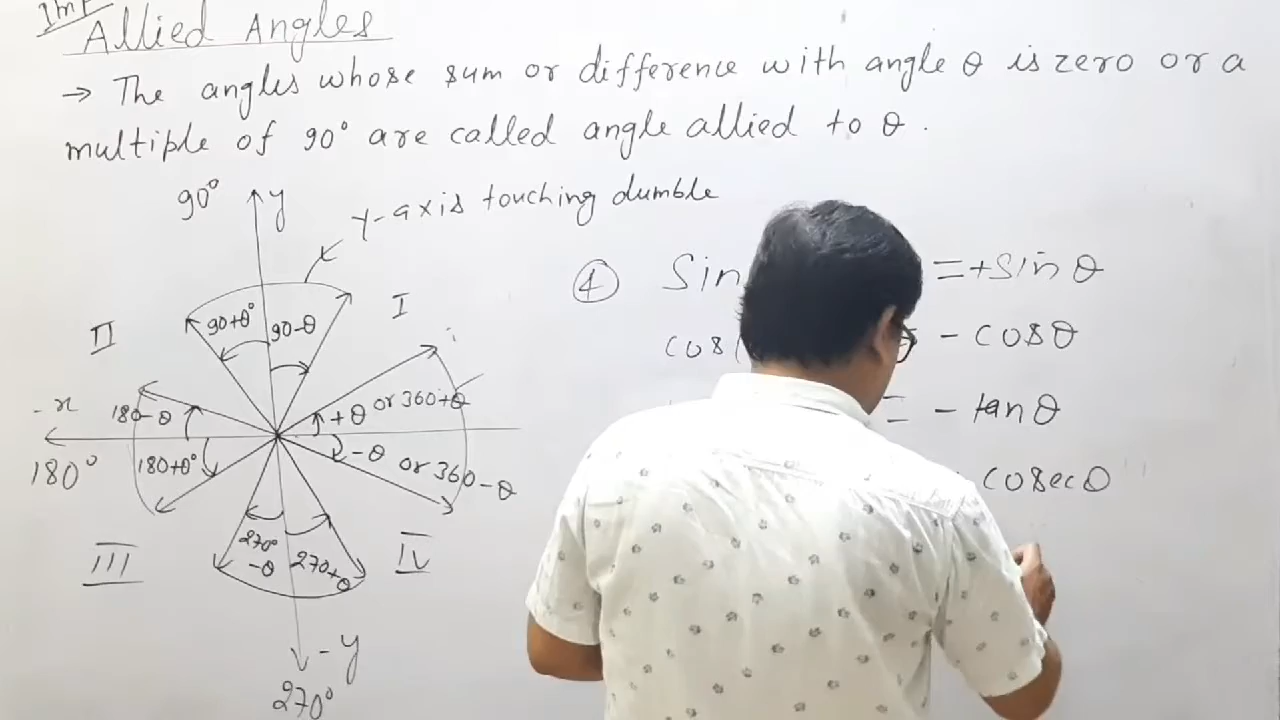 Imp
Allied Angles
→ The angles whose sum or difference with angle θ is zero or a
multiple of 90° are called angle allied to θ.
90°
y
Y-axis touching dumble
④ Sin = +Sin θ
cos( - cosθ
= - tanθ
cosecθ
I
II
90+θ°
90-θ
-x
180-θ
+θ or 360+θ
180°
180+θ°
-θ or 360-θ
III
270°
-θ
270+θ
IV
-y
270°